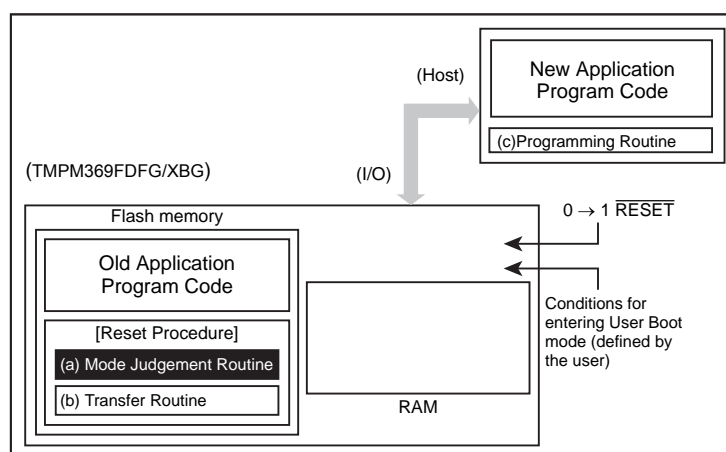 (Host)
New Application
Program Code
(c)Programming Routine
(TMPM369FDFG/XBG)
(I/O)
Flash memory
0 → 1 RESET
Old Application
Program Code
[Reset Procedure]
(a) Mode Judgement Routine
(b) Transfer Routine
RAM
Conditions for
entering User Boot
mode (defined by
the user)